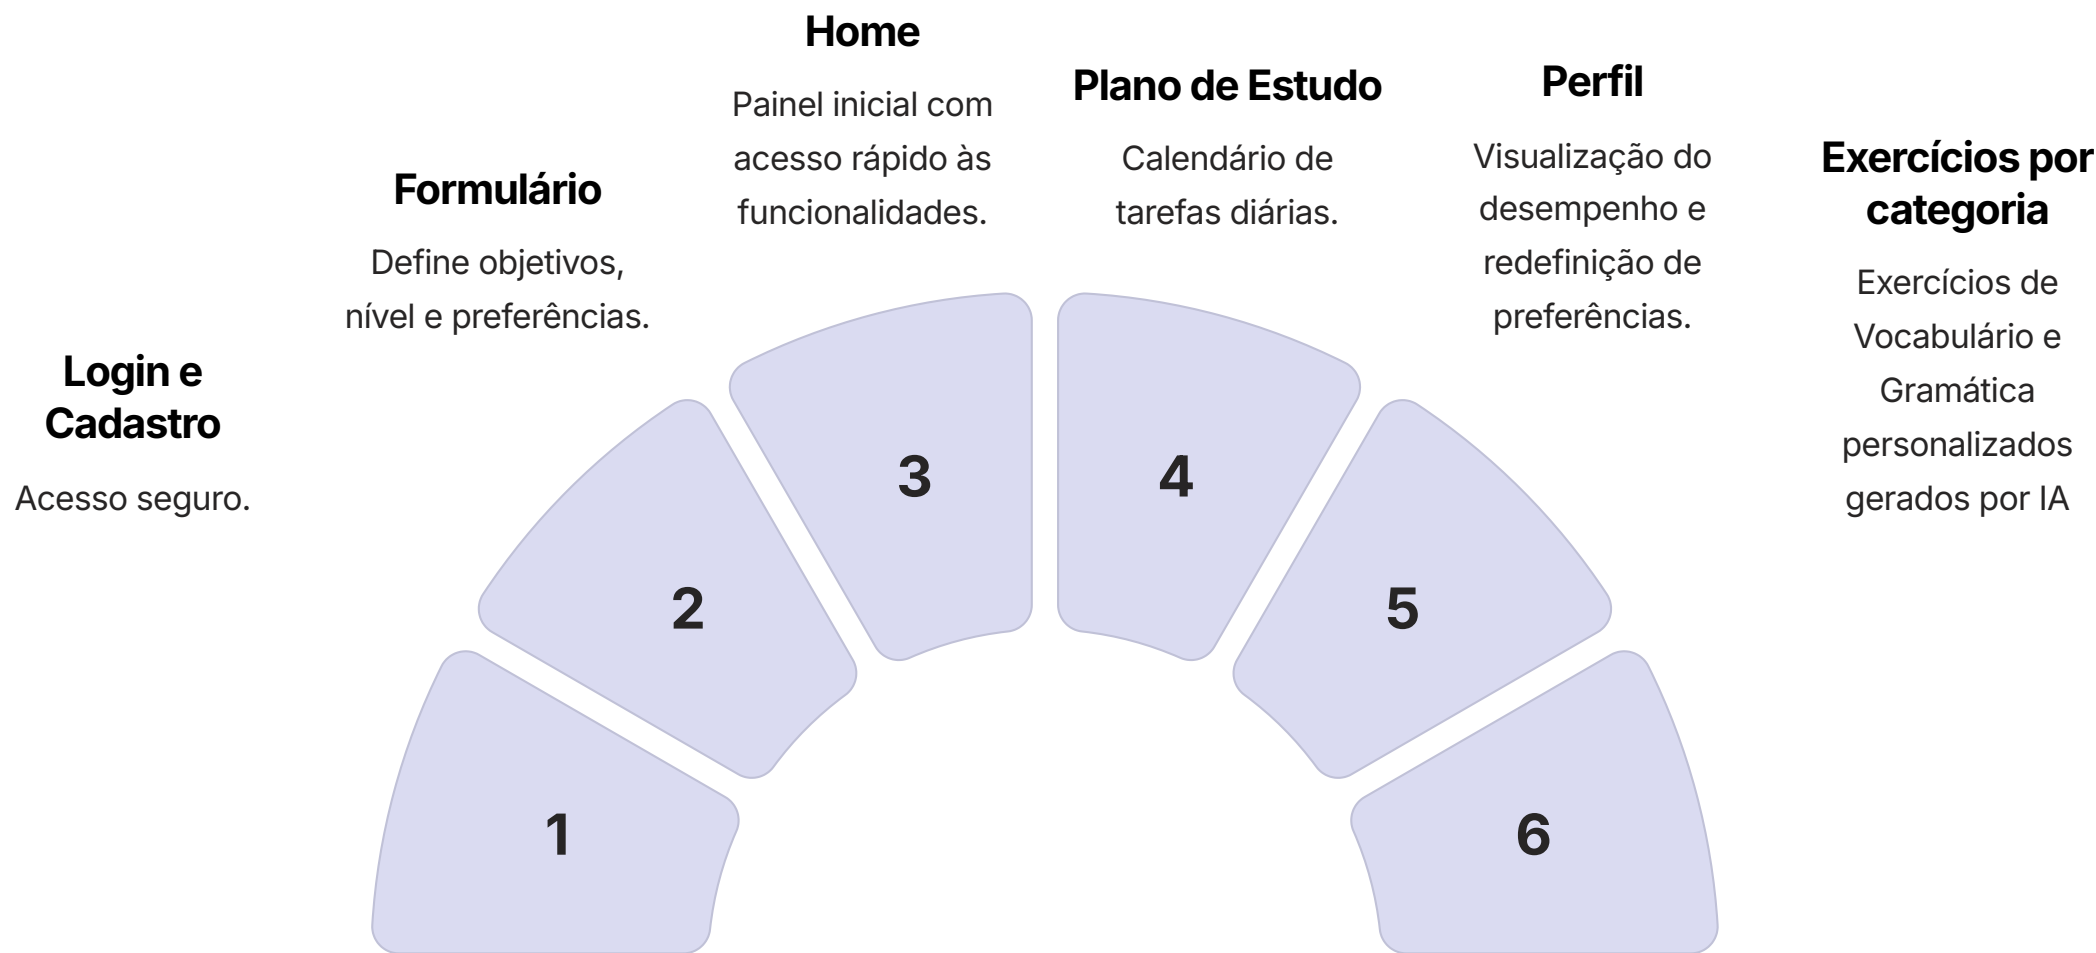 Login e
Cadastro
Acesso seguro.
Formulário
Define objetivos,
nível e preferências.
Home
Painel inicial com
acesso rápido às
funcionalidades.
Plano de Estudo
Calendário de
tarefas diárias.
Perfil
Visualização do
desempenho e
redefinição de
preferências.
Exercícios por
categoria
Exercícios de
Vocabulário e
Gramática
personalizados
gerados por IA
1
2
3
4
5
6